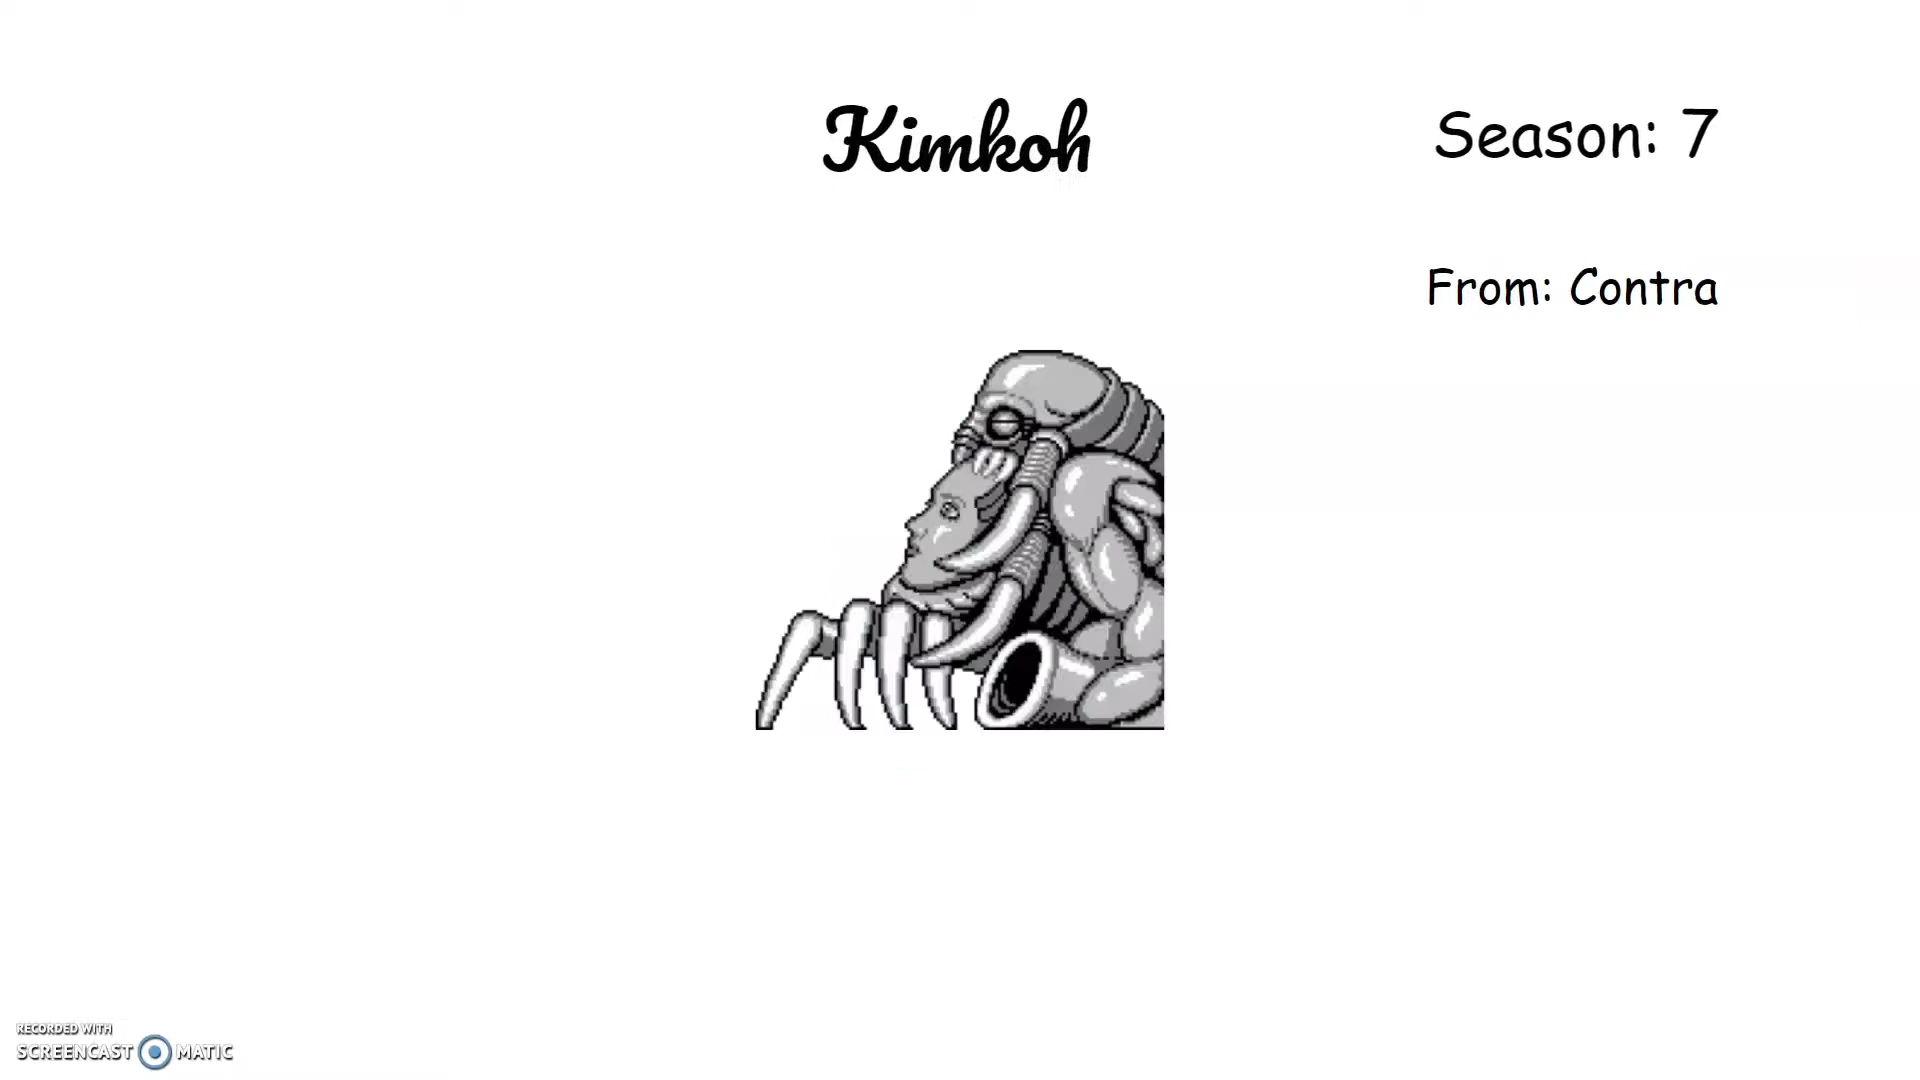 Kimkoh
Season: 7
From: Contra
RECORDED WITH
SCREENCAST MATIC